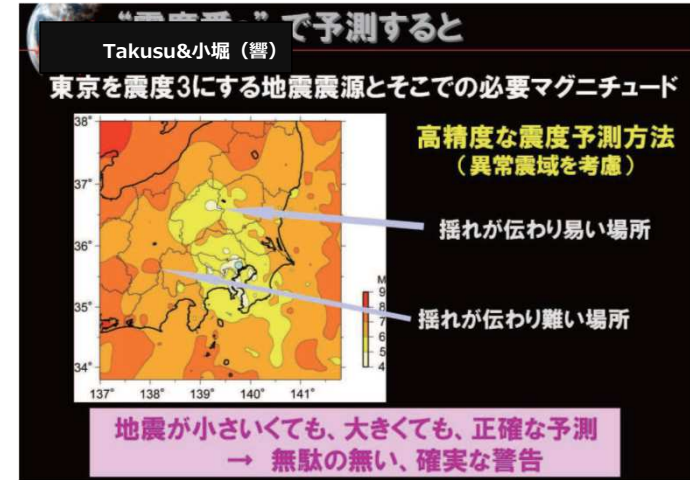 で予測すると
Takusu&小堀（響）
東京を震度3にする地震震源とそこでの必要マグニチュード
高精度な震度予測方法
（異常震域を考慮）
揺れが伝わり易い場所
揺れが伝わり難い場所
38°
37°
36°
35°
34°
137° 138° 139° 140° 141°
M
9
8
7
6
5
4
地震が小さいくても、大きくても、正確な予測
→ 無駄の無い、確実な警告